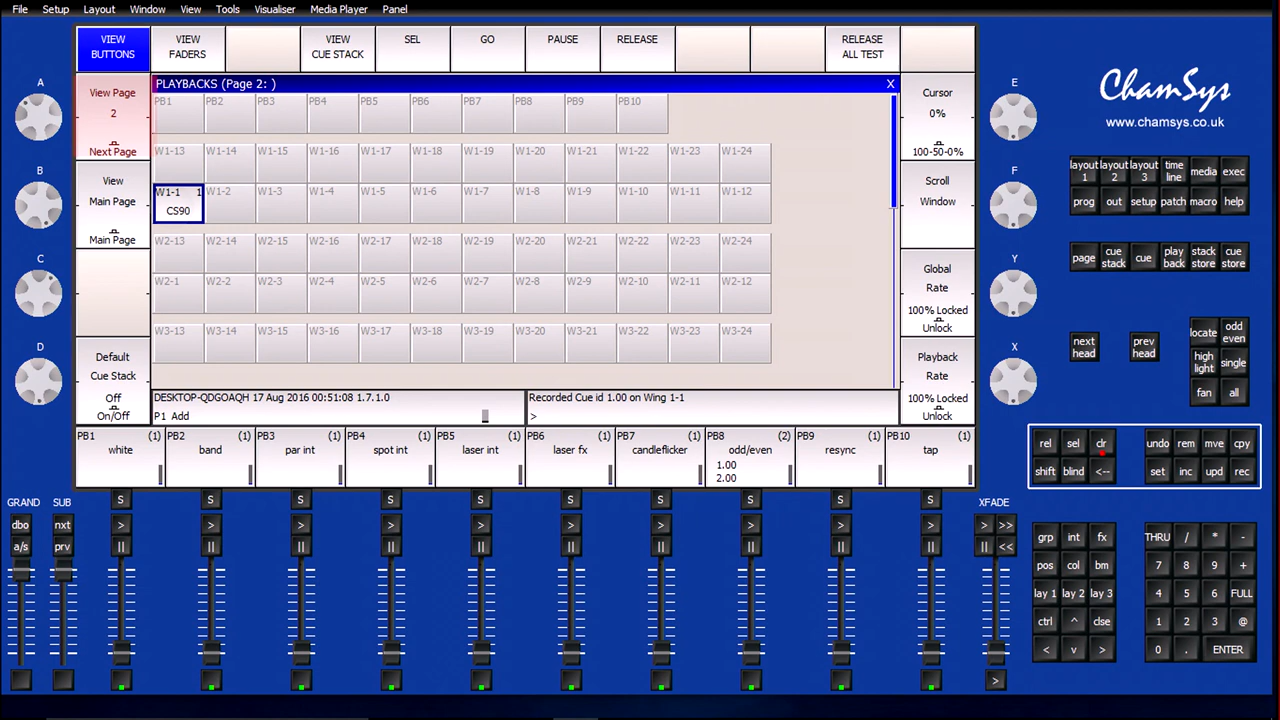 File Setup Layout Window View Tools Visualiser Media Player Panel
VIEW BUTTONS
VIEW FADERS
VIEW CUE STACK
SEL
GO
PAUSE
RELEASE
RELEASE ALL TEST
A
B
C
D
View Page
2
Next Page
View
Main Page
Main Page
Default
Cue Stack
Off
On/Off
PLAYBACKS (Page 2: ) X
PB1 PB2 PB3 PB4 PB5 PB6 PB7 PB8 PB9 PB10
W1-13 W1-14 W1-15 W1-16 W1-17 W1-18 W1-19 W1-20 W1-21 W1-22 W1-23 W1-24
W1-1 1 W1-2 W1-3 W1-4 W1-5 W1-6 W1-7 W1-8 W1-9 W1-10 W1-11 W1-12
CS90
W2-13 W2-14 W2-15 W2-16 W2-17 W2-18 W2-19 W2-20 W2-21 W2-22 W2-23 W2-24
W2-1 W2-2 W2-3 W2-4 W2-5 W2-6 W2-7 W2-8 W2-9 W2-10 W2-11 W2-12
W3-13 W3-14 W3-15 W3-16 W3-17 W3-18 W3-19 W3-20 W3-21 W3-22 W3-23 W3-24
DESKTOP-QDGOAQH 17 Aug 2016 00:51:08 1.7.1.0
P1 Add
Recorded Cue id 1.00 on Wing 1-1
>
Cursor
0%
100-50-0%
Scroll
Window
Global
Rate
100% Locked
Unlock
Playback
Rate
100% Locked
Unlock
E
F
Y
X
PB1 (1) PB2 (1) PB3 (1) PB4 (1) PB5 (1) PB6 (1) PB7 (1) PB8 (2) PB9 (1) PB10 (1)
white band par int spot int laser int laser fx candleflicker odd/even resync tap
1.00
2.00
GRAND SUB XFADE
S S S S S S S S S S
dbo nxt > > > > > > > > > > > >>
a/s prv || || || || || || || || || || || <<
>
ChamSys
www.chamsys.co.uk
layout 1 layout 2 layout 3 time line media exec
prog out setup patch macro help
page cue stack cue play back stack store cue store
next head prev head
locate odd even
high light single
fan all
rel sel clr undo rem mve cpy
shift blind <-- set inc upd rec
grp int fx THRU / * -
pos col bm 7 8 9 +
lay 1 lay 2 lay 3 4 5 6 FULL
ctrl ^ clse 1 2 3 @
< v > 0 . ENTER